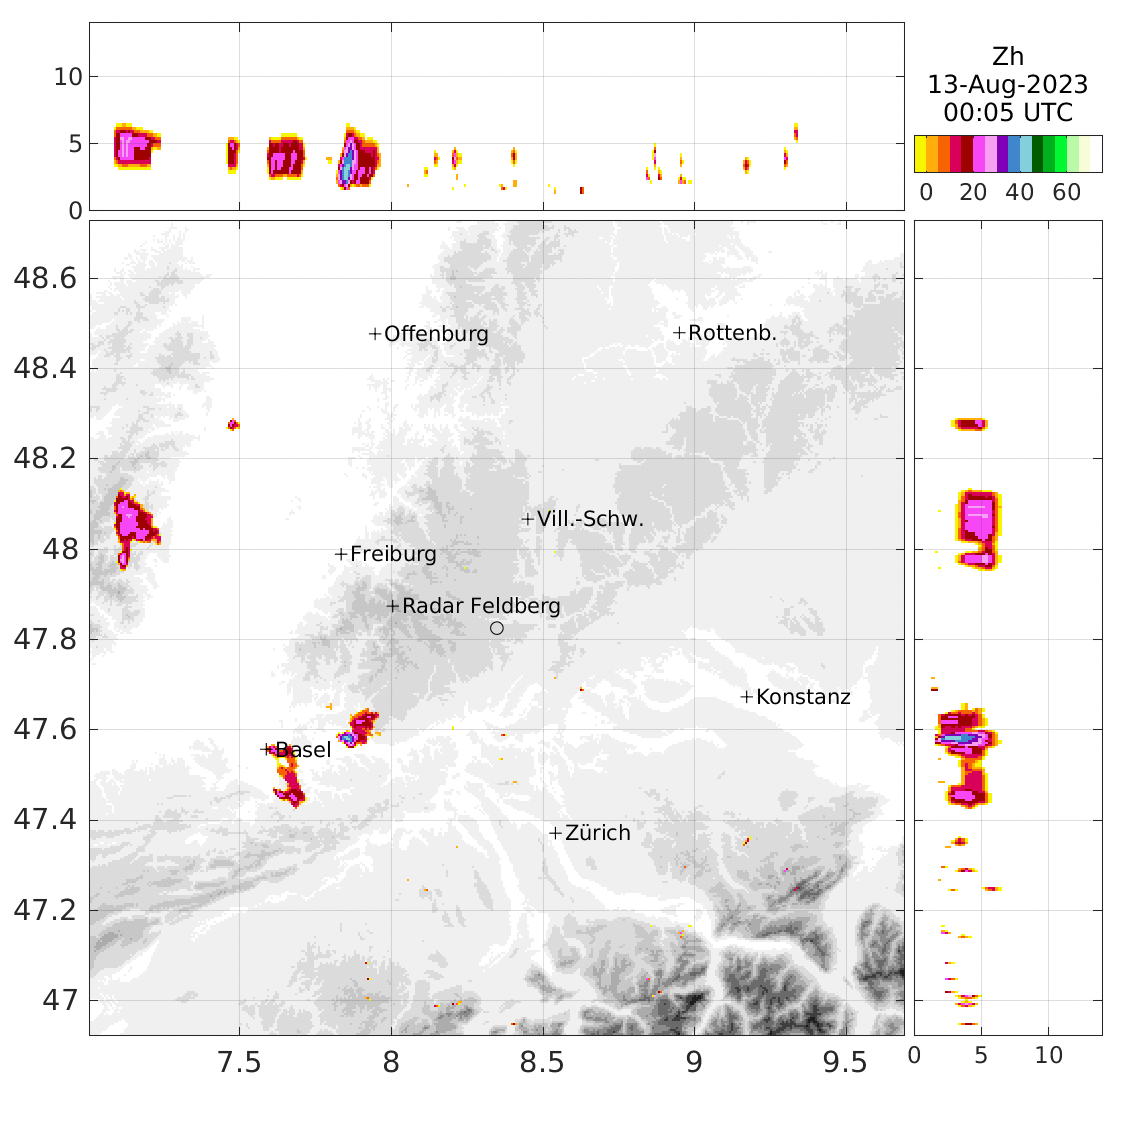 10
5
0
Zh
13-Aug-2023
00:05 UTC
0 20 40 60
48.6
48.4
48.2
48
47.8
47.6
47.4
47.2
47
+Offenburg
+Rottenb.
+Vill.-Schw.
+Freiburg
+Radar Feldberg
+Konstanz
+Basel
+Zürich
7.5 8 8.5 9 9.5
0 5 10